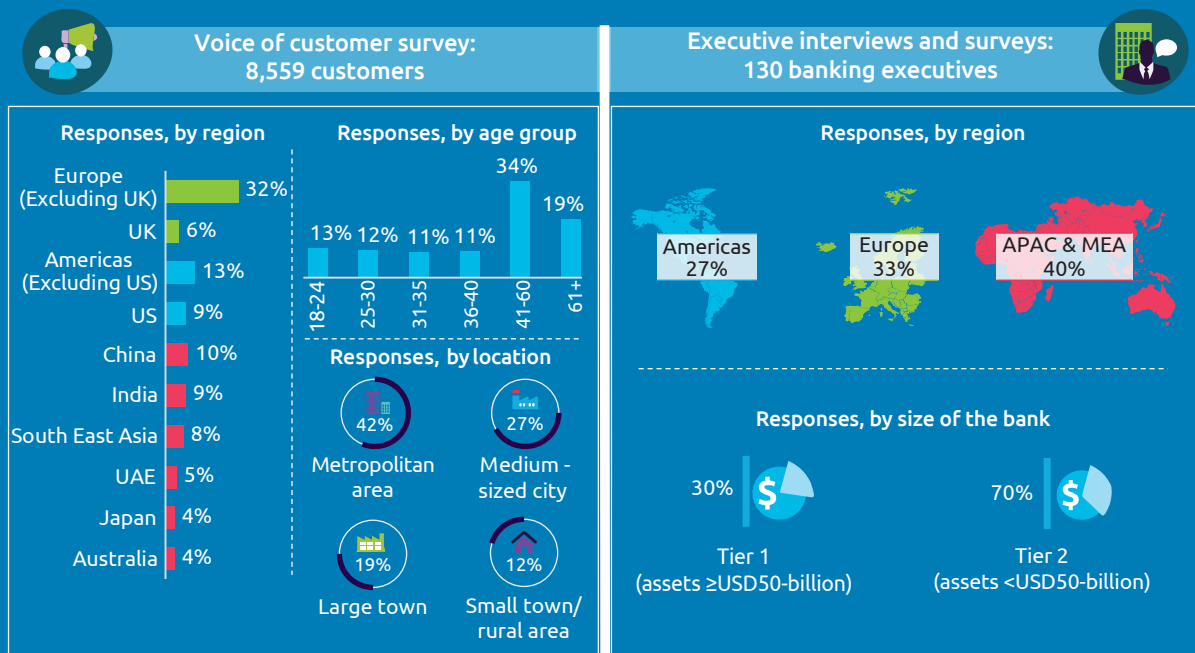 Voice of customer survey:
8,559 customers
Responses, by region
Europe
(Excluding UK)
32%
UK
6%
Americas
(Excluding US)
13%
US
9%
China
10%
India
9%
South East Asia
8%
UAE
5%
Japan
4%
Australia
4%
Responses, by age group
13%
12%
11%
11%
34%
19%
18-24
25-30
31-35
36-40
41-60
61+
Responses, by location
42%
Metropolitan
area
27%
Medium -
sized city
19%
Large town
12%
Small town/
rural area
Executive interviews and surveys:
130 banking executives
Responses, by region
Americas
27%
Europe
33%
APAC & MEA
40%
Responses, by size of the bank
30%
$
Tier 1
(assets ≥USD50-billion)
70%
$
Tier 2
(assets <USD50-billion)